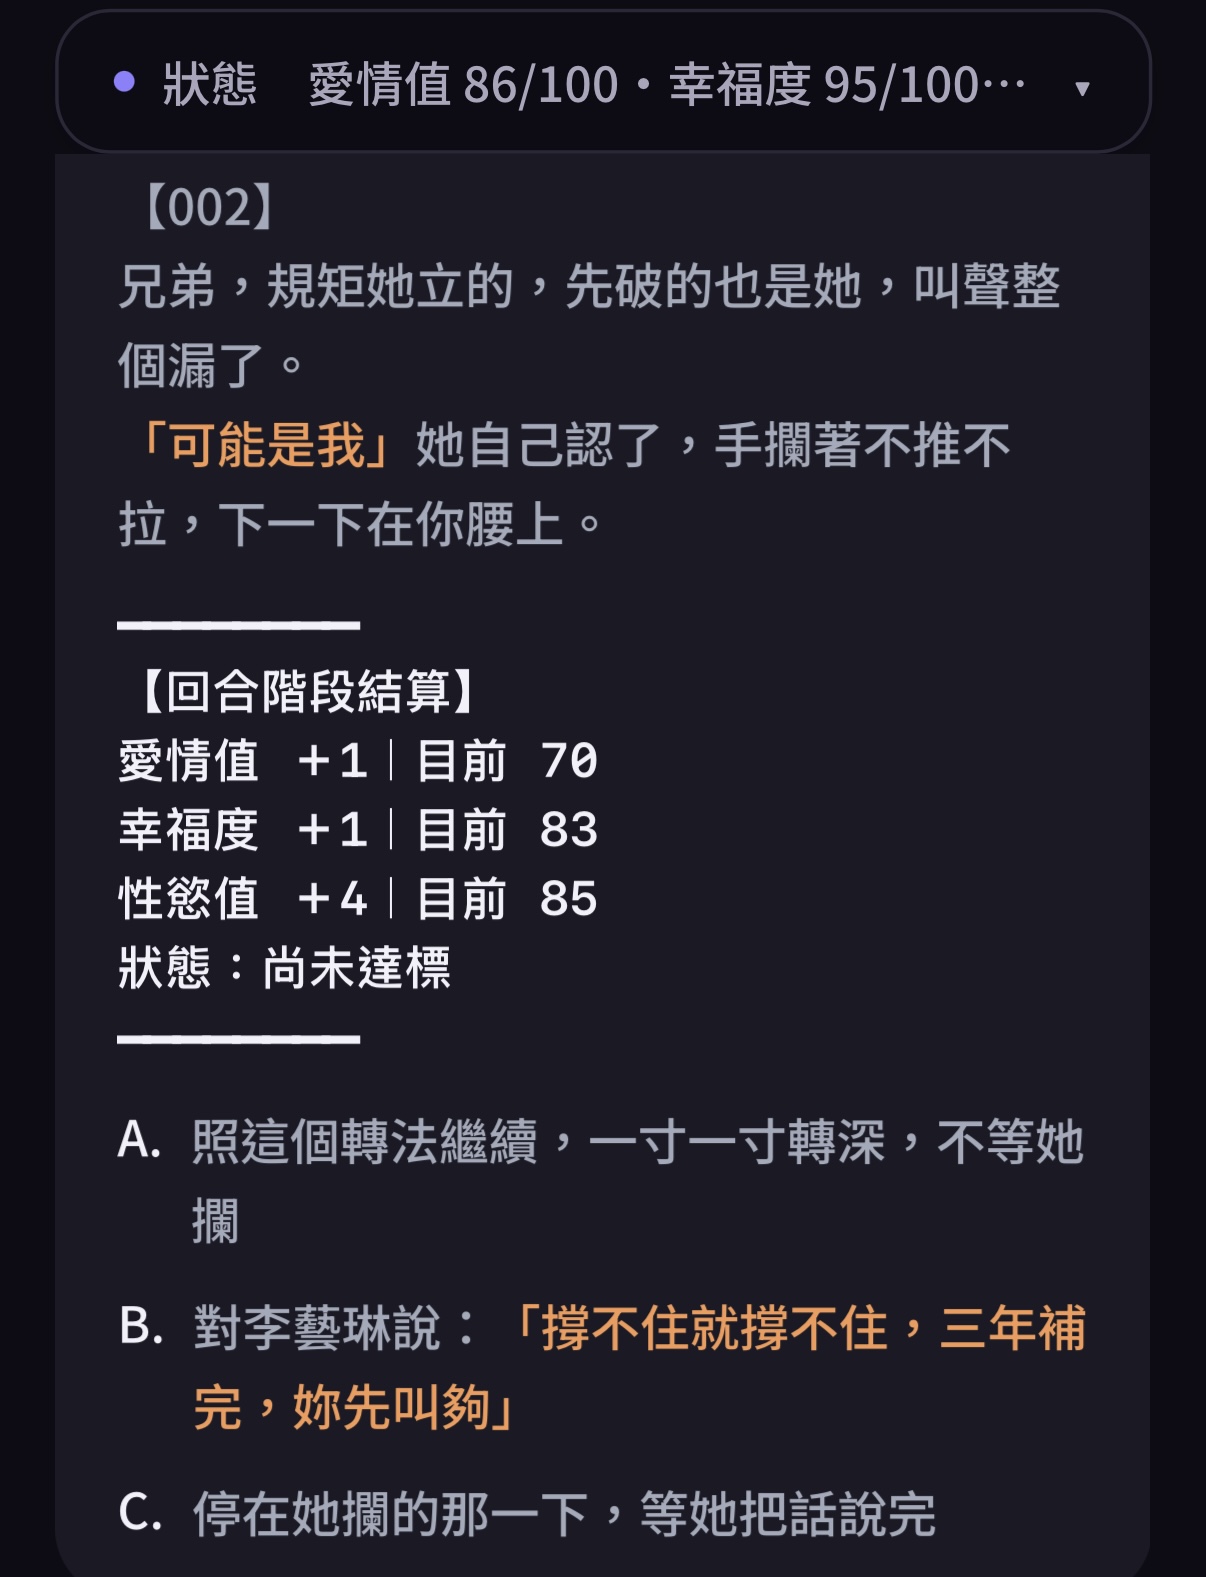 狀態 愛情值 86/100・幸福度 95/100⋯ ▼
【002】
兄弟，規矩她立的，先破的也是她，叫聲整
個漏了。
「可能是我」她自己認了，手攔著不推不
拉，下一下在你腰上。
【回合階段結算】
愛情值 ＋1｜目前 70
幸福度 ＋1｜目前 83
性慾值 ＋4｜目前 85
狀態：尚未達標
A. 照這個轉法繼續，一寸一寸轉深，不等她
攔
B. 對李藝琳說：「撐不住就撐不住，三年補
完，妳先叫夠」
C. 停在她攔的那一下，等她把話說完